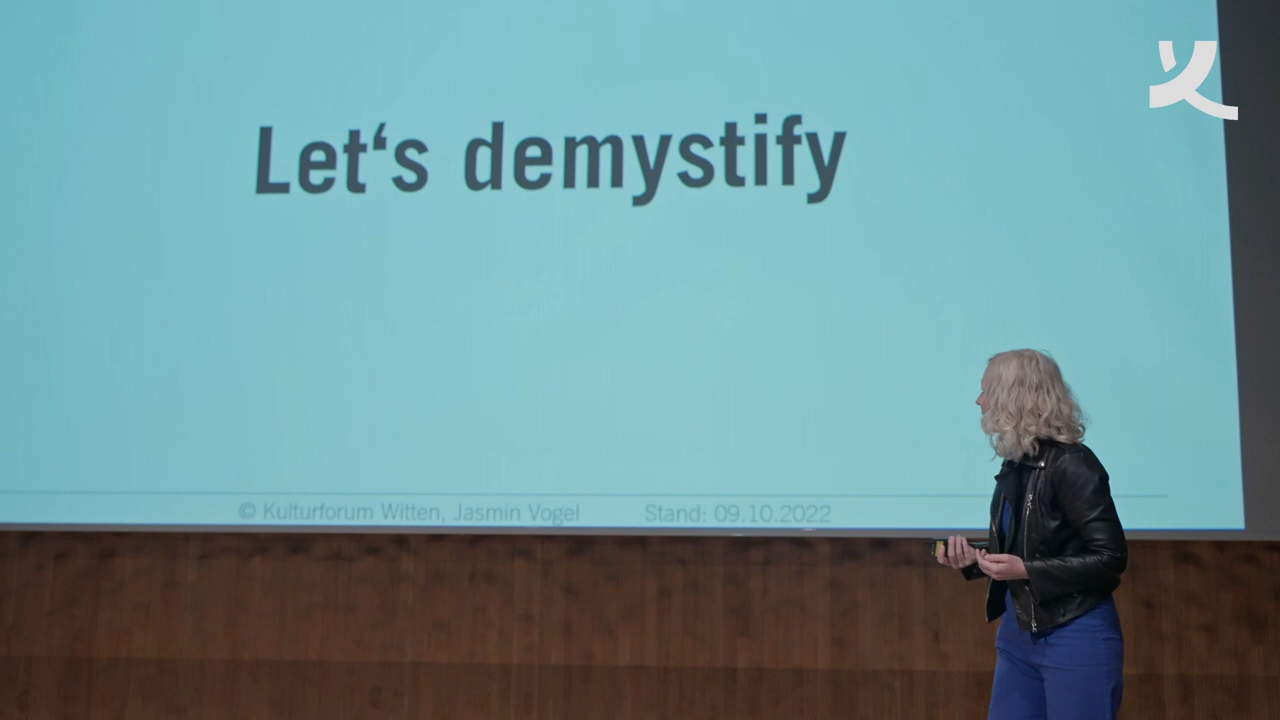 Let‘s demystify
© Kulturforum Witten, Jasmin Vogel Stand: 09.10.2022